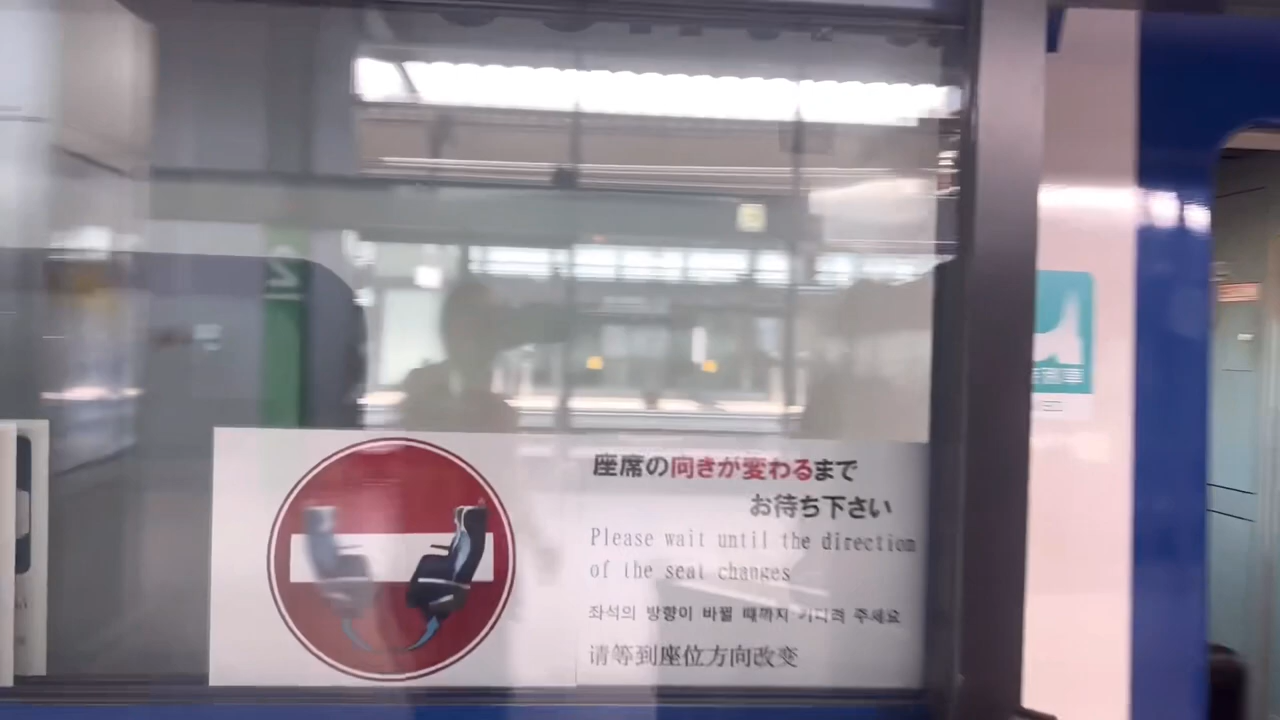 座席の向きが変わるまで
お待ち下さい
Please wait until the direction
of the seat changes
좌석의 방향이 바뀔 때까지 기다려 주세요
请等到座位方向改变
2